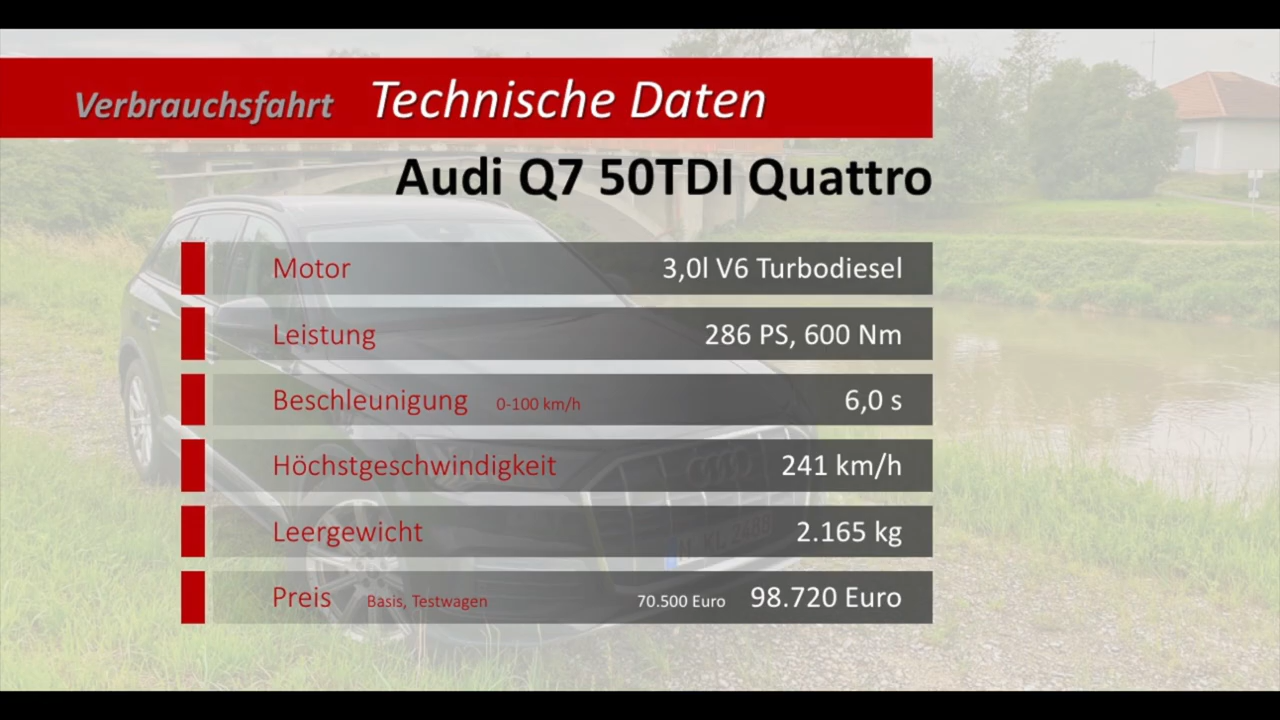 Verbrauchsfahrt Technische Daten
Audi Q7 50TDI Quattro
Motor 3,0l V6 Turbodiesel
Leistung 286 PS, 600 Nm
Beschleunigung 0-100 km/h 6,0 s
Höchstgeschwindigkeit 241 km/h
Leergewicht 2.165 kg
Preis Basis, Testwagen 70.500 Euro 98.720 Euro